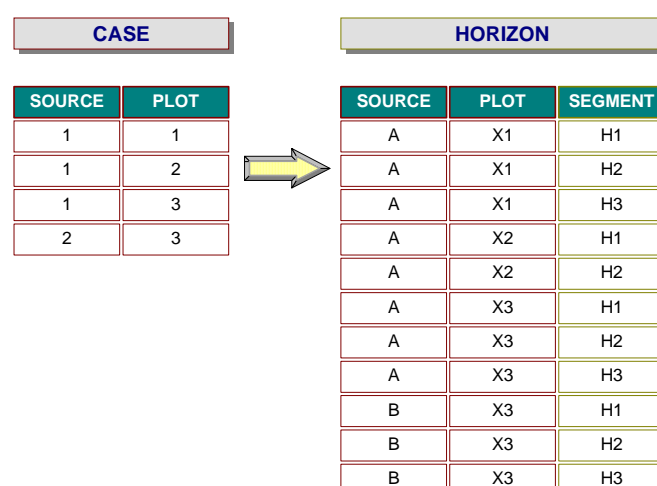 CASE HORIZON
SOURCE PLOT SOURCE PLOT SEGMENT
1 1 A X1 H1
1 2 A X1 H2
1 3 A X1 H3
2 3 A X2 H1
A X2 H2
A X3 H1
A X3 H2
A X3 H3
B X3 H1
B X3 H2
B X3 H3